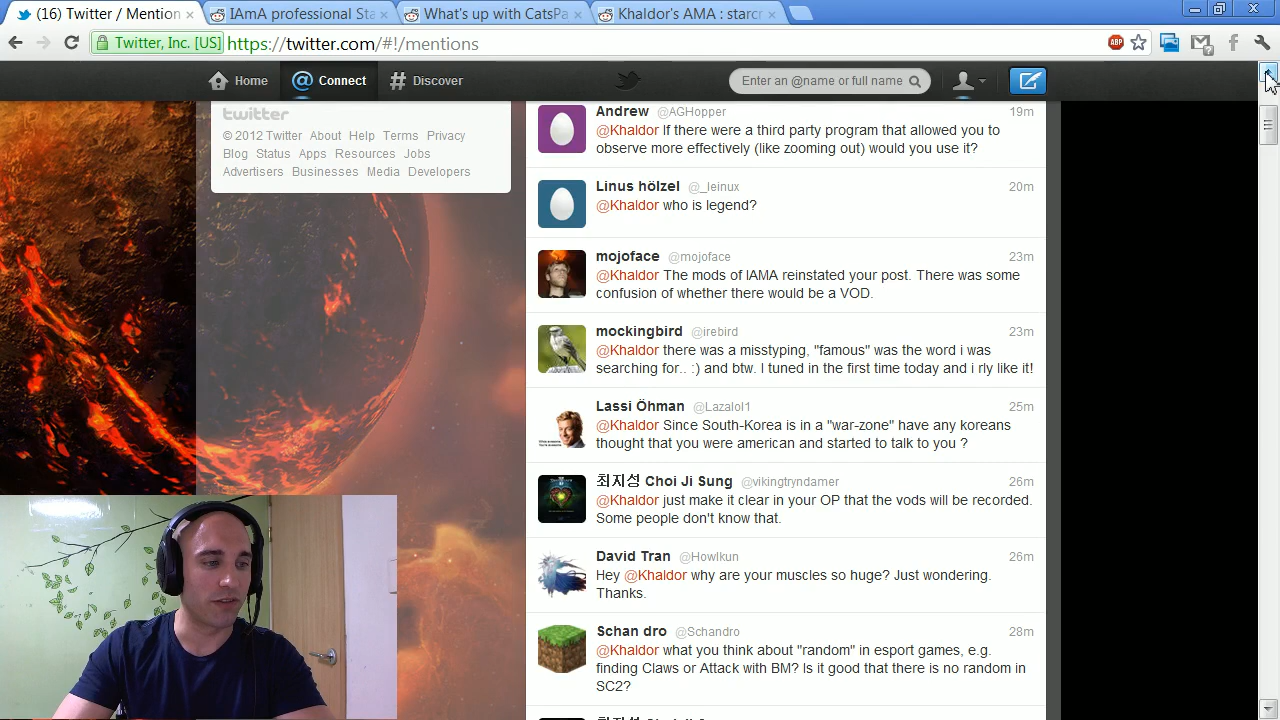 (16) Twitter / Mention
IAmA professional Sta
What's up with CatsPa
Khaldor's AMA : starcr
Twitter, Inc. [US]
https://twitter.com/#!/mentions
ABP
Home
@ Connect
# Discover
Enter an @name or full name
twitter
© 2012 Twitter About Help Terms Privacy
Blog Status Apps Resources Jobs
Advertisers Businesses Media Developers
Andrew @AGHopper 19m
@Khaldor If there were a third party program that allowed you to
observe more effectively (like zooming out) would you use it?
Linus hölzel @_leinux 20m
@Khaldor who is legend?
mojoface @mojoface 23m
@Khaldor The mods of IAMA reinstated your post. There was some
confusion of whether there would be a VOD.
mockingbird @irebird 23m
@Khaldor there was a misstyping, "famous" was the word i was
searching for.. :) and btw. I tuned in the first time today and i rly like it!
Lassi Öhman @Lazalol1 25m
@Khaldor Since South-Korea is in a "war-zone" have any koreans
thought that you were american and started to talk to you ?
최지성 Choi Ji Sung @vikingtryndamer 26m
@Khaldor just make it clear in your OP that the vods will be recorded.
Some people don't know that.
David Tran @Howlkun 26m
Hey @Khaldor why are your muscles so huge? Just wondering.
Thanks.
Schan dro @Schandro 28m
@Khaldor what you think about "random" in esport games, e.g.
finding Claws or Attack with BM? Is it good that there is no random in
SC2?